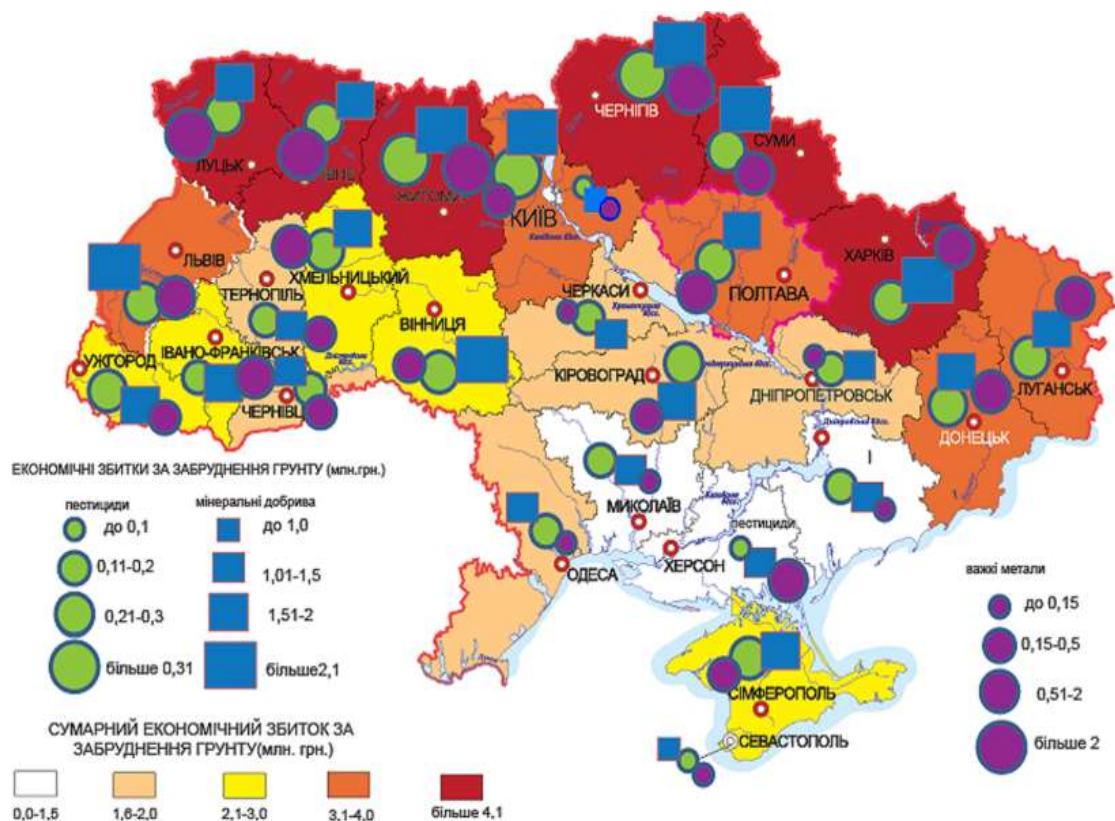 ЧЕРНІГІВ
СУМИ
ЛУЦЬК
КИЇВ
ЛЬВІВ
ХАРКІВ
ТЕРНОПІЛЬ
ХМЕЛЬНИЦЬКИЙ
ЧЕРКАСИ
ПОЛТАВА
ВІННИЦЯ
УЖГОРОД
ІВАНО-ФРАНКІВСЬК
КІРОВОГРАД
ДНІПРОПЕТРОВСЬК
ЛУГАНСЬК
ЧЕРНІВЦ
ДОНЕЦЬК
І
МИКОЛАЇВ
пестициди
ХЕРСОН
ОДЕСА
СІМФЕРОПОЛЬ
СЕВАСТОПОЛЬ
ЕКОНОМІЧНІ ЗБИТКИ ЗА ЗАБРУДНЕННЯ ГРУНТУ (млн.грн.)
пестициди
до 0,1
0,11-0,2
0,21-0,3
більше 0,31
мінеральні добрива
до 1,0
1,01-1,5
1,51-2
більше2,1
важкі метали
до 0,15
0,15-0,5
0,51-2
більше 2
СУМАРНИЙ ЕКОНОМІЧНИЙ ЗБИТОК ЗА
ЗАБРУДНЕННЯ ГРУНТУ(млн. грн.)
0,0-1,5
1,6-2,0
2,1-3,0
3,1-4,0
більше 4,1